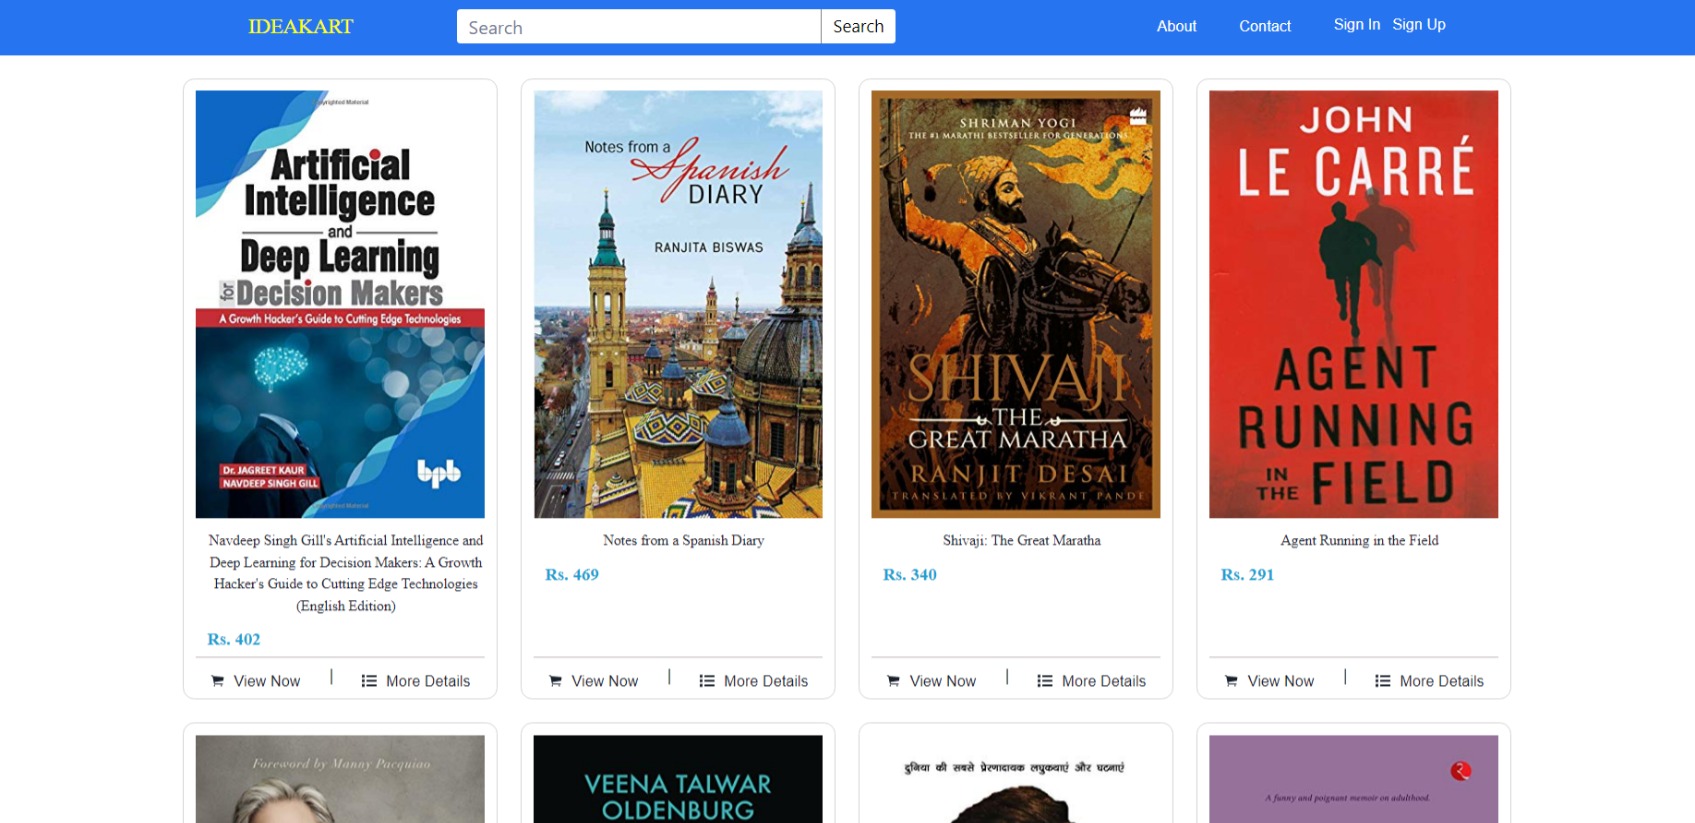 IDEAKART
Search
Search
About
Contact
Sign In
Sign Up
Artificial
Intelligence
and
Deep Learning
for Decision Makers
A Growth Hacker's Guide to Cutting Edge Technologies
Dr. JAGREET KAUR
NAVDEEP SINGH GILL
bpb
Copyrighted Material
Navdeep Singh Gill's Artificial Intelligence and
Deep Learning for Decision Makers: A Growth
Hacker's Guide to Cutting Edge Technologies
(English Edition)
Rs. 402
View Now | More Details
Notes from a
Spanish
DIARY
RANJITA BISWAS
Notes from a Spanish Diary
Rs. 469
View Now | More Details
SHRIMAN YOGI
THE #1 MARATHI BESTSELLER FOR GENERATIONS
SHIVAJI
THE
GREAT MARATHA
RANJIT DESAI
TRANSLATED BY VIKRANT PANDE
Shivaji: The Great Maratha
Rs. 340
View Now | More Details
JOHN
LE CARRÉ
AGENT
RUNNING
IN THE FIELD
Agent Running in the Field
Rs. 291
View Now | More Details
Foreword by Manny Pacquiao
VEENA TALWAR
OLDENBURG
दुनिया की सबसे प्रेरणादायक लघुकथाएं और घटनाएं
A funny and poignant memoir on adulthood.